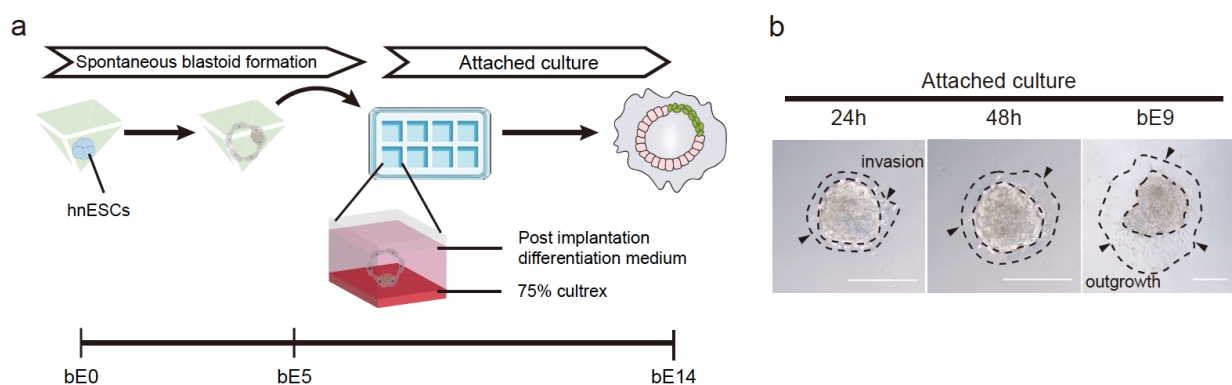 a
Spontaneous blastoid formation
Attached culture
hnESCs
Post implantation
differentiation medium
75% cultrex
bE0
bE5
bE14
b
Attached culture
24h
48h
bE9
invasion
outgrowth